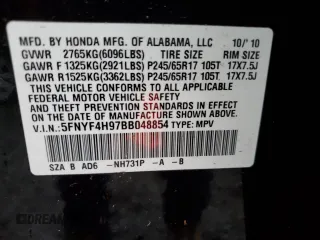 MFD. BY HONDA MFG. OF ALABAMA, LLC 10/'10
GVWR 2765KG(6096LBS) TIRE SIZE RIM SIZE
GAWR F 1325KG(2921LBS) P245/65R17 105T 17X7.5J
GAWR R1525KG(3362LBS) P245/65R17 105T 17X7.5J
THIS VEHICLE CONFORMS TO ALL APPLICABLE
FEDERAL MOTOR VEHICLE SAFETY AND
THEFT PREVENTION STANDARDS IN EFFECT ON
THE DATE OF MANUFACTURE SHOWN ABOVE.
V.I.N:5FNYF4H97BB048854 TYPE:MPV
SZA B AD6 -NH731P -A -B